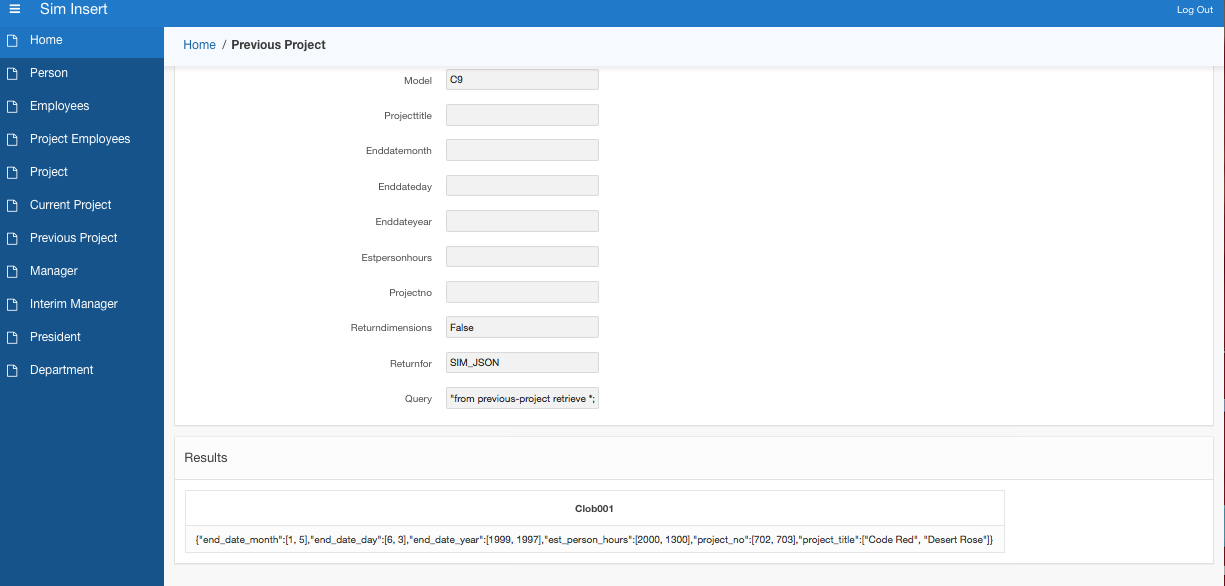 Sim Insert
Log Out
Home
Person
Employees
Project Employees
Project
Current Project
Previous Project
Manager
Interim Manager
President
Department
Home / Previous Project
Model C9
Projecttitle
Enddatemonth
Enddateday
Enddateyear
Estpersonhours
Projectno
Returndimensions False
Returnfor SIM_JSON
Query "from previous-project retrieve *;
Results
Clob001
{"end_date_month":[1, 5],"end_date_day":[6, 3],"end_date_year":[1999, 1997],"est_person_hours":[2000, 1300],"project_no":[702, 703],"project_title":["Code Red", "Desert Rose"]}